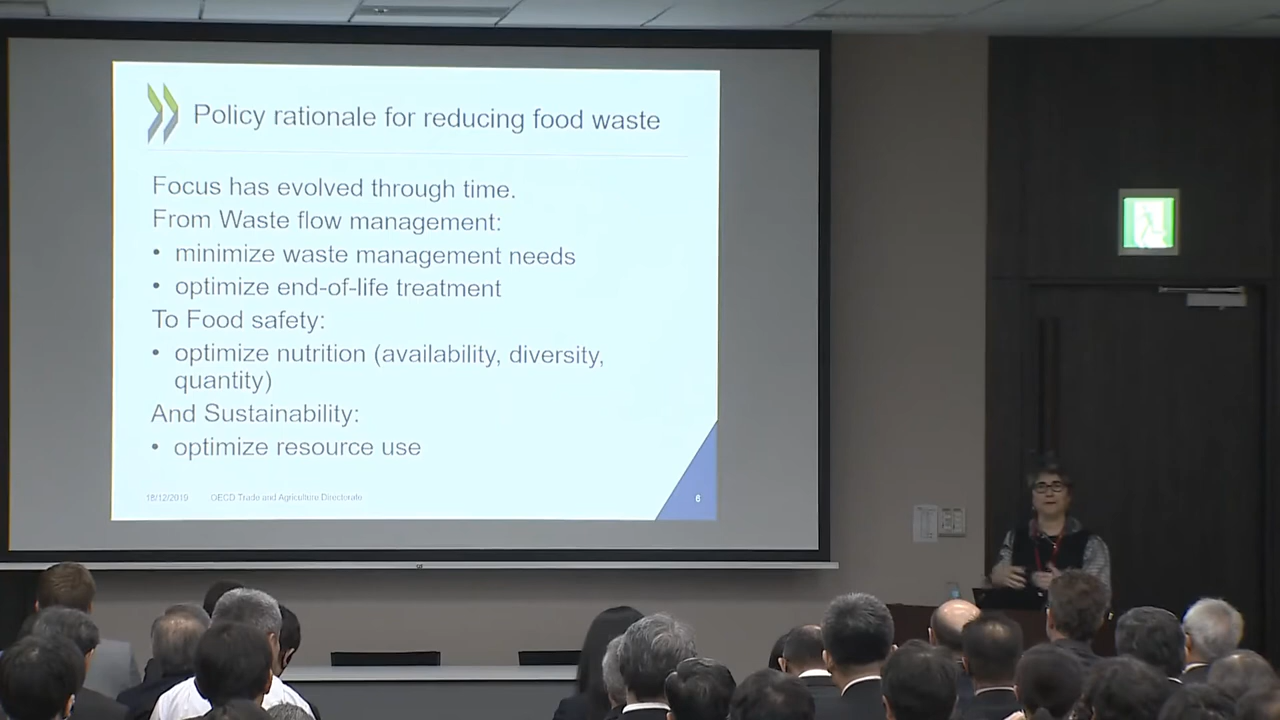 Policy rationale for reducing food waste
Focus has evolved through time.
From Waste flow management:
• minimize waste management needs
• optimize end-of-life treatment
To Food safety:
• optimize nutrition (availability, diversity,
quantity)
And Sustainability:
• optimize resource use
18/12/2019 OECD Trade and Agriculture Directorate 6